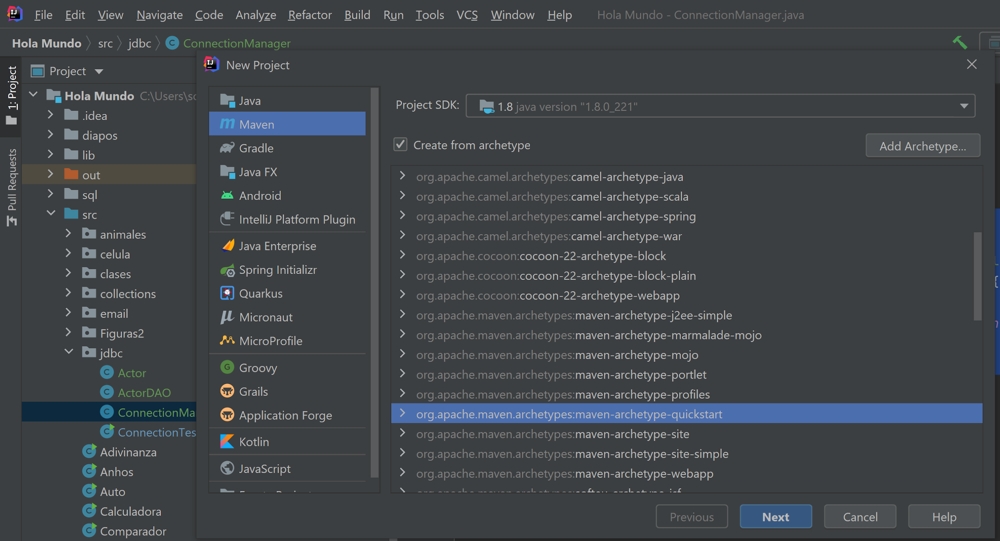 File Edit View Navigate Code Analyze Refactor Build Run Tools VCS Window Help Hola Mundo - ConnectionManager.java
Hola Mundo src jdbc ConnectionManager
1: Project
Pull Requests
Project
Hola Mundo C:\Users\sc
.idea
diapos
lib
out
sql
src
animales
celula
clases
collections
email
Figuras2
jdbc
Actor
ActorDAO
ConnectionMa
ConnectionTes
Adivinanza
Anhos
Auto
Calculadora
Comparador
New Project
Java
Maven
Gradle
Java FX
Android
IntelliJ Platform Plugin
Java Enterprise
Spring Initializr
Quarkus
Micronaut
MicroProfile
Groovy
Grails
Application Forge
Kotlin
JavaScript
Project SDK: 1.8 java version "1.8.0_221"
Create from archetype
Add Archetype...
org.apache.camel.archetypes:camel-archetype-java
org.apache.camel.archetypes:camel-archetype-scala
org.apache.camel.archetypes:camel-archetype-spring
org.apache.camel.archetypes:camel-archetype-war
org.apache.cocoon:cocoon-22-archetype-block
org.apache.cocoon:cocoon-22-archetype-block-plain
org.apache.cocoon:cocoon-22-archetype-webapp
org.apache.maven.archetypes:maven-archetype-j2ee-simple
org.apache.maven.archetypes:maven-archetype-marmalade-mojo
org.apache.maven.archetypes:maven-archetype-mojo
org.apache.maven.archetypes:maven-archetype-portlet
org.apache.maven.archetypes:maven-archetype-profiles
org.apache.maven.archetypes:maven-archetype-quickstart
org.apache.maven.archetypes:maven-archetype-site
org.apache.maven.archetypes:maven-archetype-site-simple
org.apache.maven.archetypes:maven-archetype-webapp
Previous Next Cancel Help